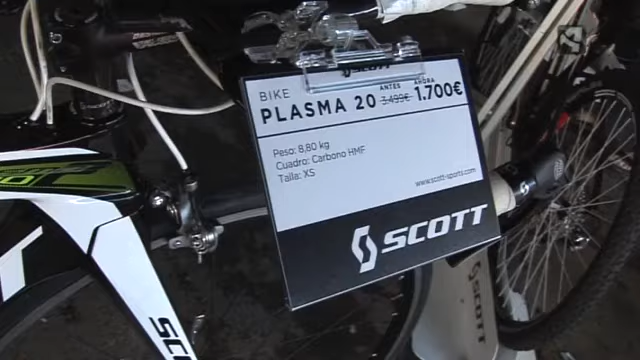 SCOTT
BIKE ANTES AHORA
PLASMA 20 3.499€ 1.700€
Peso: 8,80 kg
Cuadro: Carbono HMF
Talla: XS
www.scott-sports.com
SCOTT
SCOTT